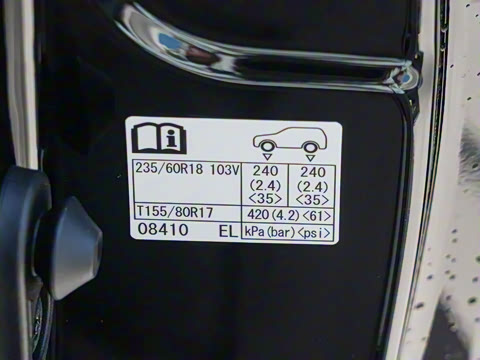 235/60R18 103V 240 240
(2.4) (2.4)
<35> <35>
T155/80R17 420 (4.2) <61>
08410 EL kPa (bar) <psi>